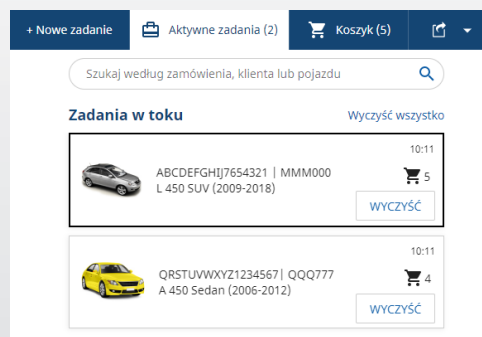 + Nowe zadanie
Aktywne zadania (2)
Koszyk (5)
Szukaj według zamówienia, klienta lub pojazdu
Zadania w toku
Wyczyść wszystko
10:11
ABCDEFGHIJ7654321 | MMM000
L 450 SUV (2009-2018)
5
WYCZYŚĆ
10:11
QRSTUVWXYZ1234567| QQQ777
A 450 Sedan (2006-2012)
4
WYCZYŚĆ